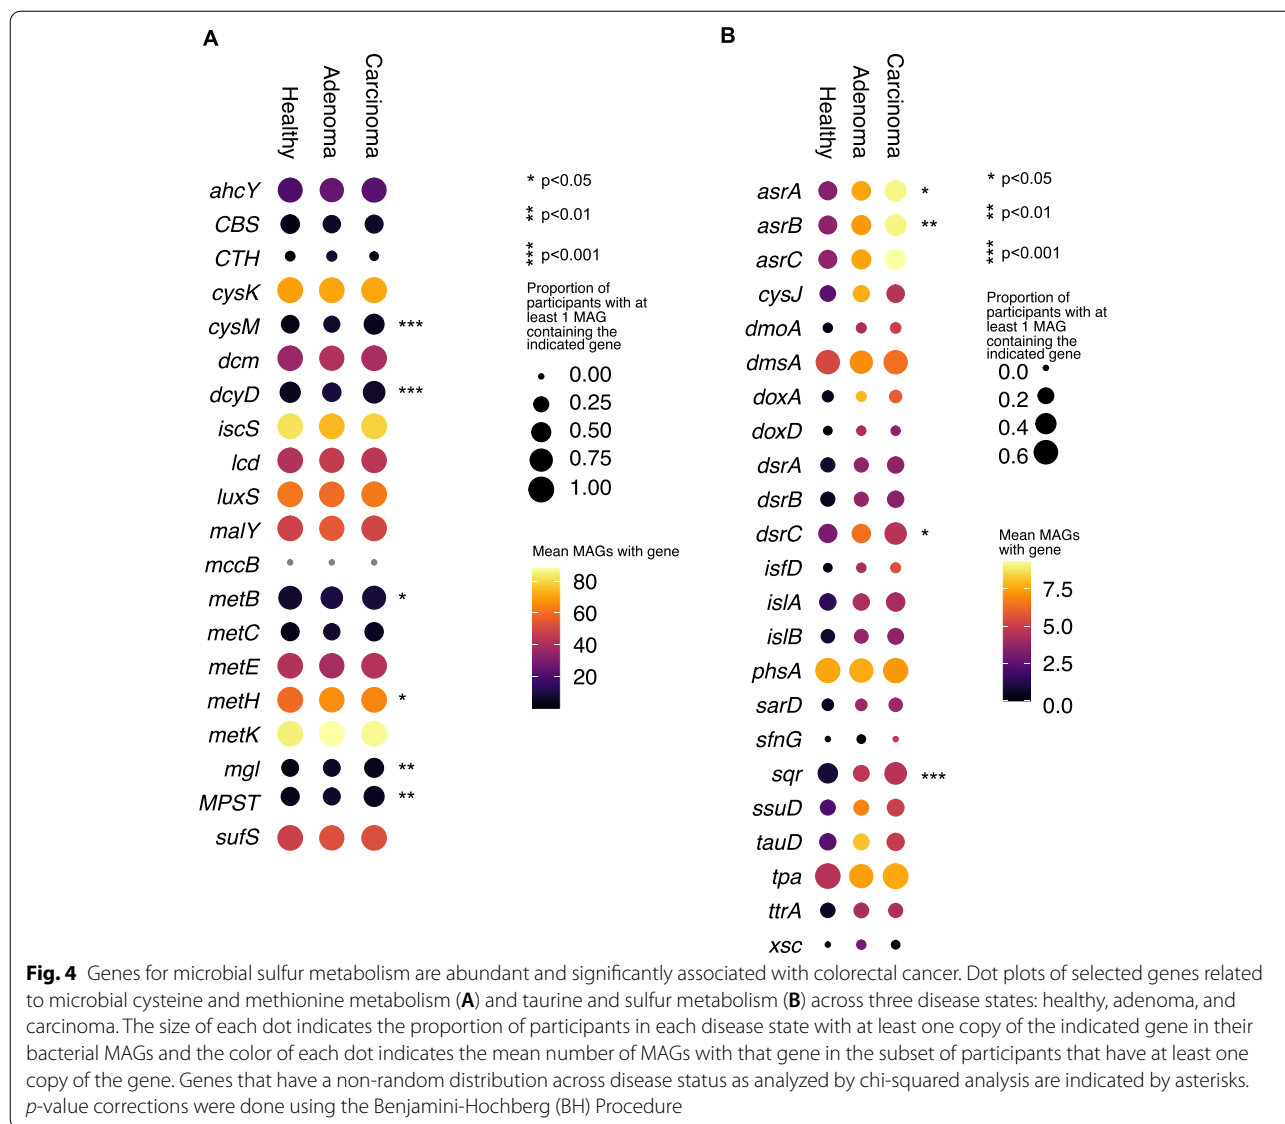 A
Healthy
Adenoma
Carcinoma
ahcY
CBS
CTH
cysK
cysM ***
dcm
dcyD ***
iscS
lcd
luxS
malY
mccB
metB *
metC
metE
metH *
metK
mgl **
MPST **
sufS
* p<0.05
** p<0.01
*** p<0.001
Proportion of
participants with at
least 1 MAG
containing the
indicated gene
0.00
0.25
0.50
0.75
1.00
Mean MAGs with gene
80
60
40
20
B
Healthy
Adenoma
Carcinoma
asrA *
asrB **
asrC
cysJ
dmoA
dmsA
doxA
doxD
dsrA
dsrB
dsrC *
isfD
islA
islB
phsA
sarD
sfnG
sqr ***
ssuD
tauD
tpa
ttrA
xsc
* p<0.05
** p<0.01
*** p<0.001
Proportion of
participants with at
least 1 MAG
containing the
indicated gene
0.0
0.2
0.4
0.6
Mean MAGs
with gene
7.5
5.0
2.5
0.0
Fig. 4 Genes for microbial sulfur metabolism are abundant and significantly associated with colorectal cancer. Dot plots of selected genes related
to microbial cysteine and methionine metabolism (A) and taurine and sulfur metabolism (B) across three disease states: healthy, adenoma, and
carcinoma. The size of each dot indicates the proportion of participants in each disease state with at least one copy of the indicated gene in their
bacterial MAGs and the color of each dot indicates the mean number of MAGs with that gene in the subset of participants that have at least one
copy of the gene. Genes that have a non-random distribution across disease status as analyzed by chi-squared analysis are indicated by asterisks.
p-value corrections were done using the Benjamini-Hochberg (BH) Procedure